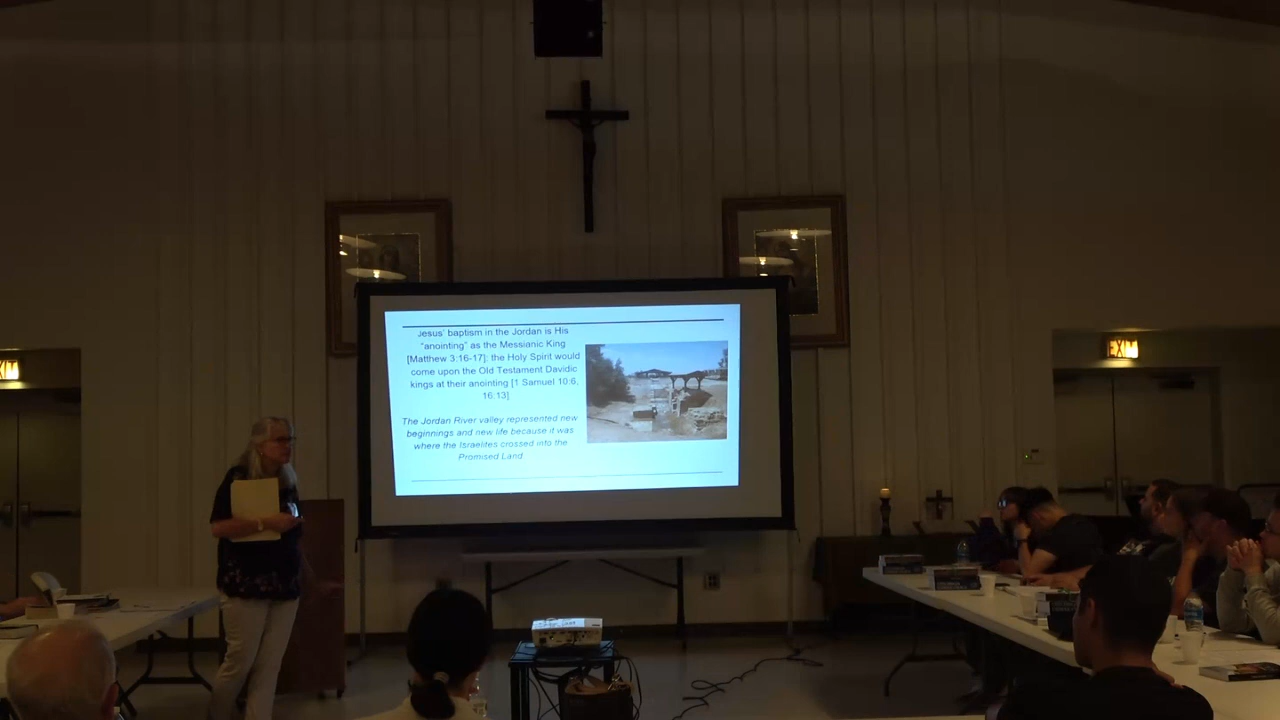 Jesus' baptism in the Jordan is His
"anointing" as the Messianic King
[Matthew 3:16-17]: the Holy Spirit would
come upon the Old Testament Davidic
kings at their anointing [1 Samuel 10:6,
16:13]
The Jordan River valley represented new
beginnings and new life because it was
where the Israelites crossed into the
Promised Land
EXIT